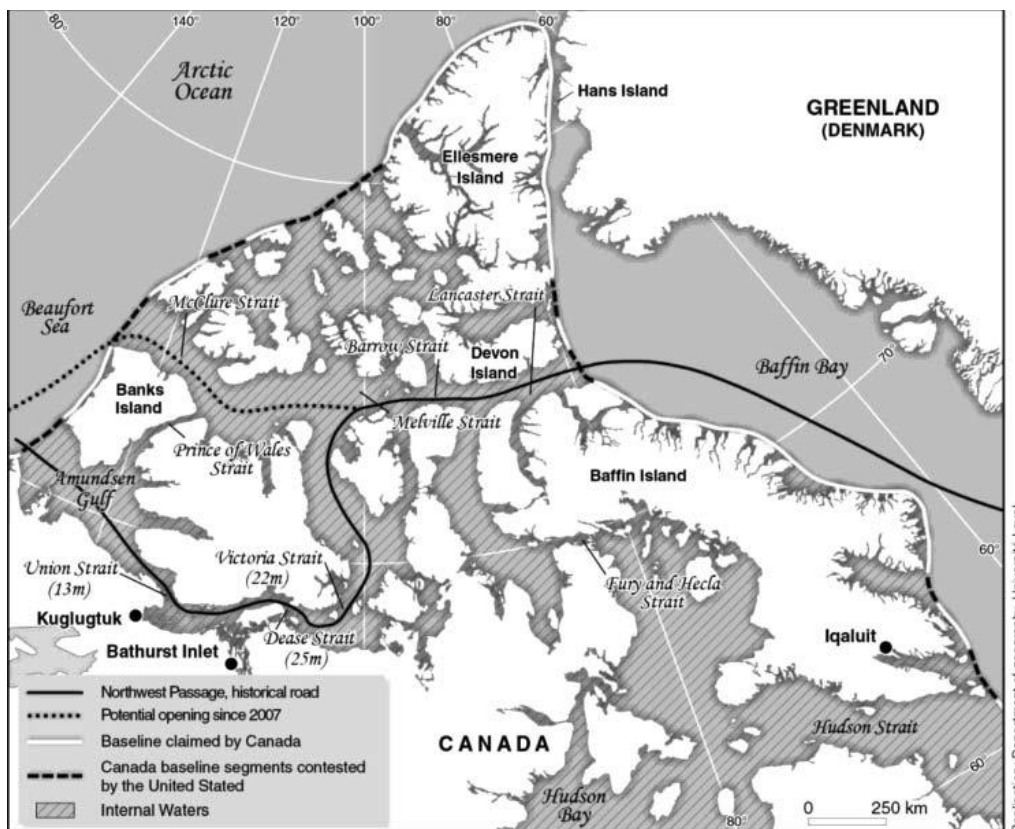 80°
140°
120°
100°
80°
60°
Arctic
Ocean
Hans Island
GREENLAND
(DENMARK)
Ellesmere
Island
Beaufort
Sea
McClure Strait
Lancaster Strait
Barrow Strait
Devon
Island
70°
Baffin Bay
Banks
Island
Melville Strait
Prince of Wales
Strait
Amundsen
Gulf
Baffin Island
60°
Union Strait
(13m)
Victoria Strait
(22m)
Fury and Hecla
Strait
Kuglugtuk
Dease Strait
(25m)
Iqaluit
Bathurst Inlet
Northwest Passage, historical road
Potential opening since 2007
Baseline claimed by Canada
Canada baseline segments contested
by the United Stated
Internal Waters
CANADA
Hudson Strait
Hudson
Bay
80°
60°
0 250 km